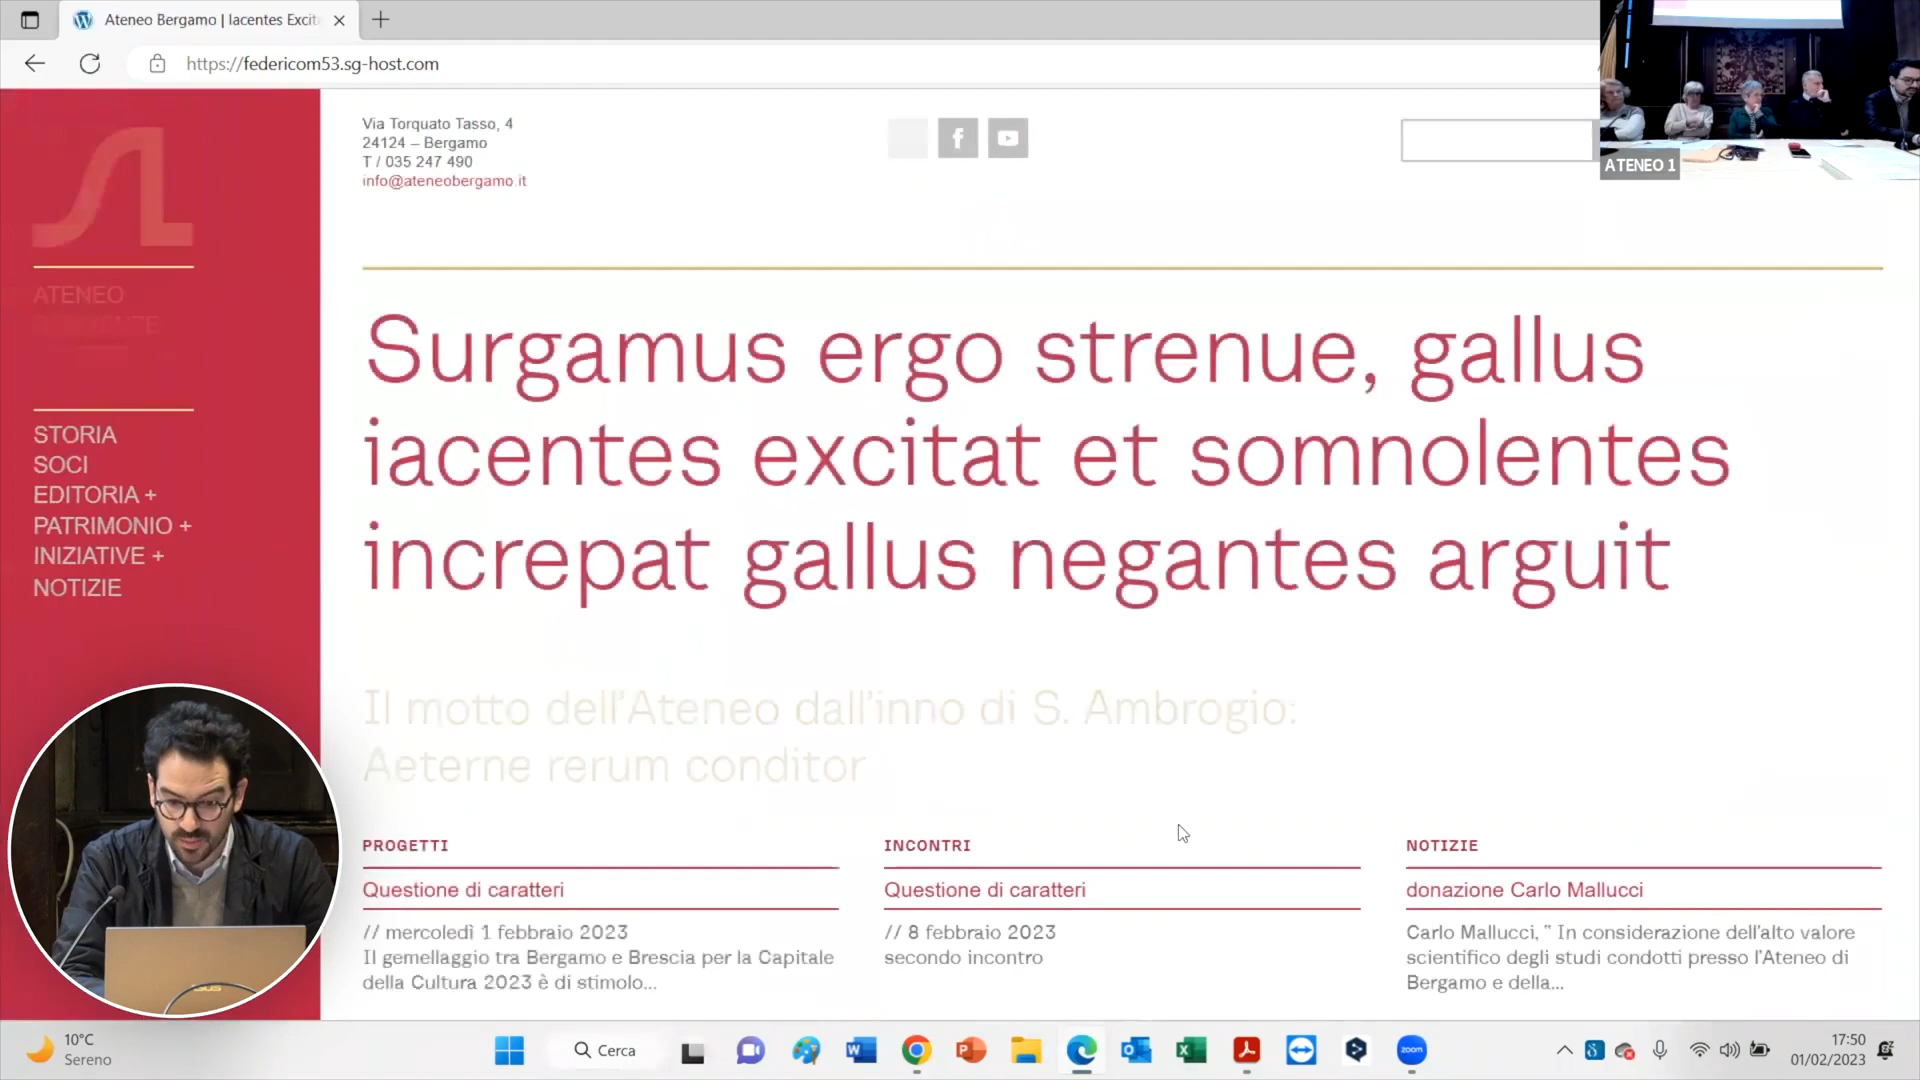 Ateneo Bergamo | Iacentes Excit
https://federicom53.sg-host.com
ATENEO 1
Via Torquato Tasso, 4
24124 – Bergamo
T / 035 247 490
info@ateneobergamo.it
ATENEO
STORIA
SOCI
EDITORIA +
PATRIMONIO +
INIZIATIVE +
NOTIZIE
Surgamus ergo strenue, gallus
iacentes excitat et somnolentes
increpat gallus negantes arguit
Il motto dell'Ateneo dall'inno di S. Ambrogio:
Aeterne rerum conditor
PROGETTI
Questione di caratteri
// mercoledì 1 febbraio 2023
Il gemellaggio tra Bergamo e Brescia per la Capitale
della Cultura 2023 è di stimolo...
INCONTRI
Questione di caratteri
// 8 febbraio 2023
secondo incontro
NOTIZIE
donazione Carlo Mallucci
Carlo Mallucci, " In considerazione dell'alto valore
scientifico degli studi condotti presso l'Ateneo di
Bergamo e della...
asus
10°C
Sereno
Cerca
zoom
17:50
01/02/2023